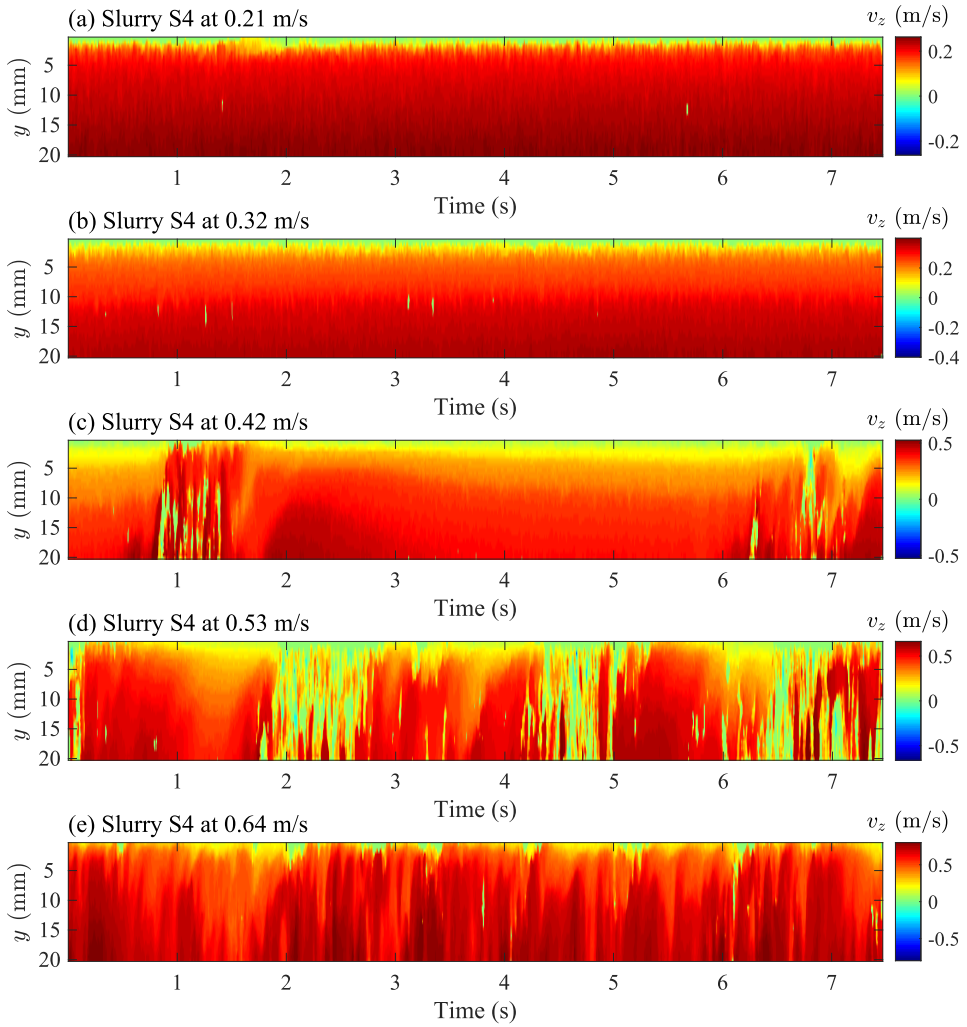 (a) Slurry S4 at 0.21 m/s
v_z (m/s)
y (mm)
5
10
15
20
1 2 3 4 5 6 7
Time (s)
0.2
0
-0.2
(b) Slurry S4 at 0.32 m/s
v_z (m/s)
y (mm)
5
10
15
20
1 2 3 4 5 6 7
Time (s)
0.2
0
-0.2
-0.4
(c) Slurry S4 at 0.42 m/s
v_z (m/s)
y (mm)
5
10
15
20
1 2 3 4 5 6 7
Time (s)
0.5
0
-0.5
(d) Slurry S4 at 0.53 m/s
v_z (m/s)
y (mm)
5
10
15
20
1 2 3 4 5 6 7
Time (s)
0.5
0
-0.5
(e) Slurry S4 at 0.64 m/s
v_z (m/s)
y (mm)
5
10
15
20
1 2 3 4 5 6 7
Time (s)
0.5
0
-0.5